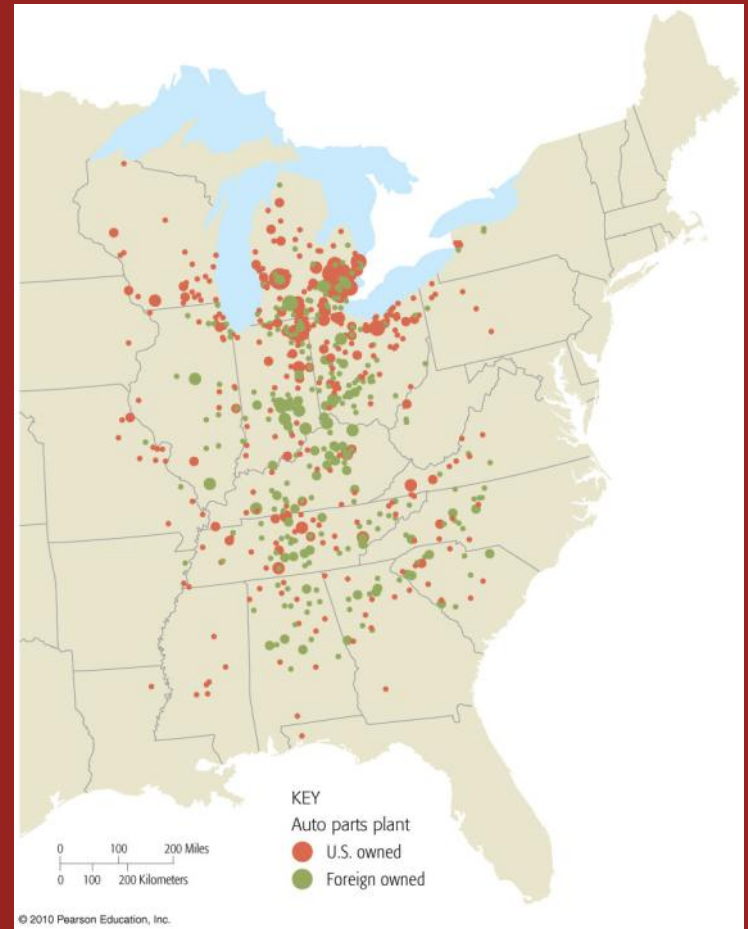 KEY
Auto parts plant
U.S. owned
Foreign owned
0 100 200 Miles
0 100 200 Kilometers
© 2010 Pearson Education, Inc.